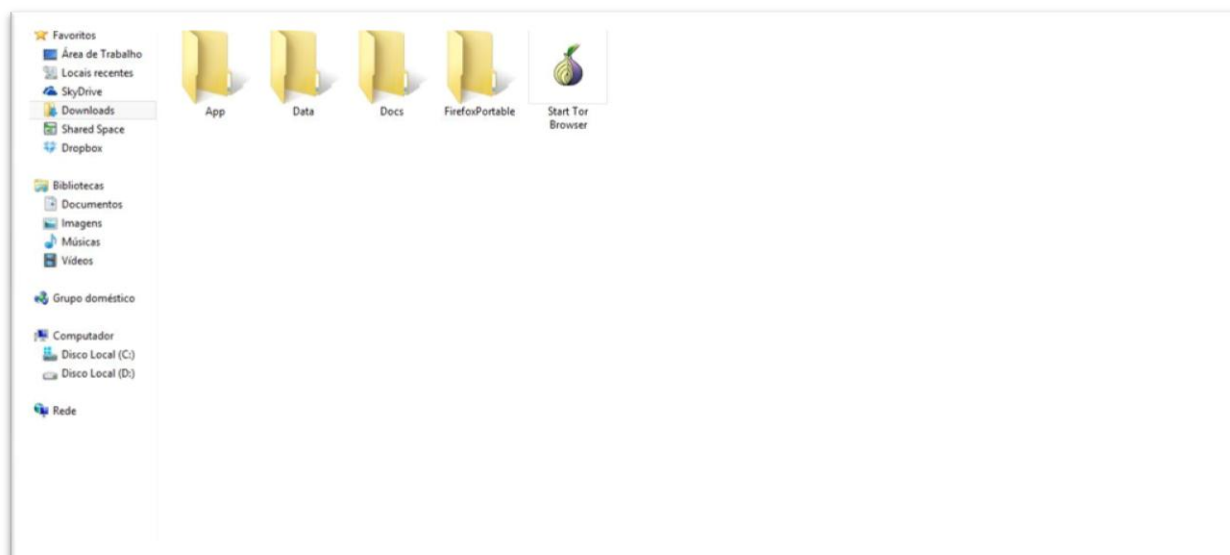 Favoritos
Área de Trabalho
Locais recentes
SkyDrive
Downloads
Shared Space
Dropbox
Bibliotecas
Documentos
Imagens
Músicas
Vídeos
Grupo doméstico
Computador
Disco Local (C:)
Disco Local (D:)
Rede
App
Data
Docs
FirefoxPortable
Start Tor
Browser